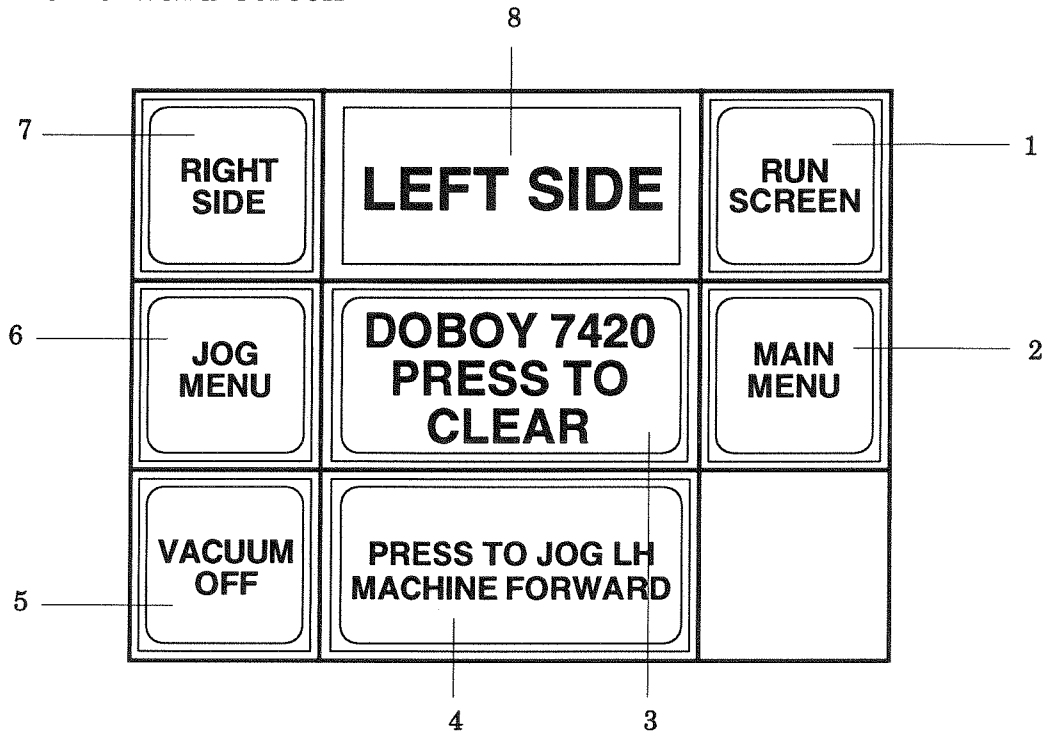 8
7
RIGHT
SIDE
LEFT SIDE
RUN
SCREEN
1
6
JOG
MENU
DOBOY 7420
PRESS TO
CLEAR
MAIN
MENU
2
VACUUM
OFF
5
PRESS TO JOG LH
MACHINE FORWARD
4
3